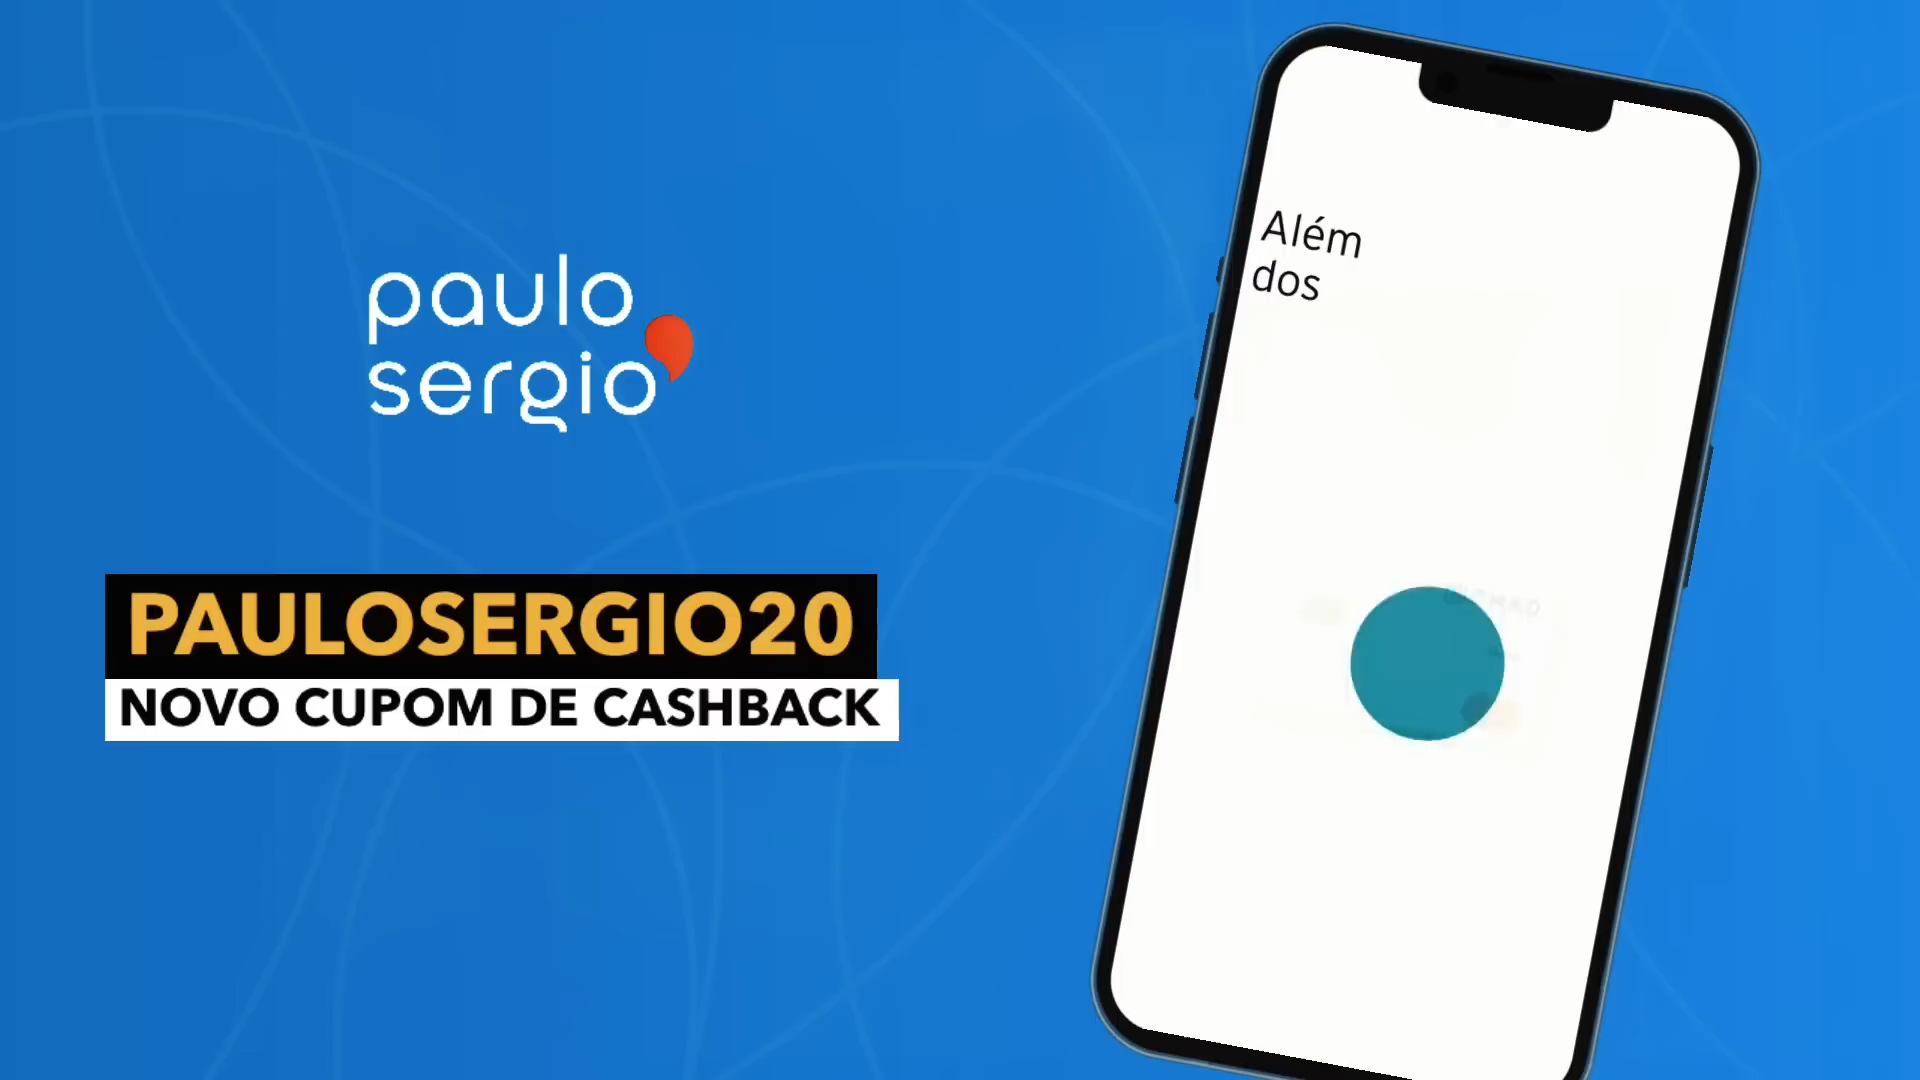 paulo
sergio
PAULOSERGIO20
NOVO CUPOM DE CASHBACK
Além
dos